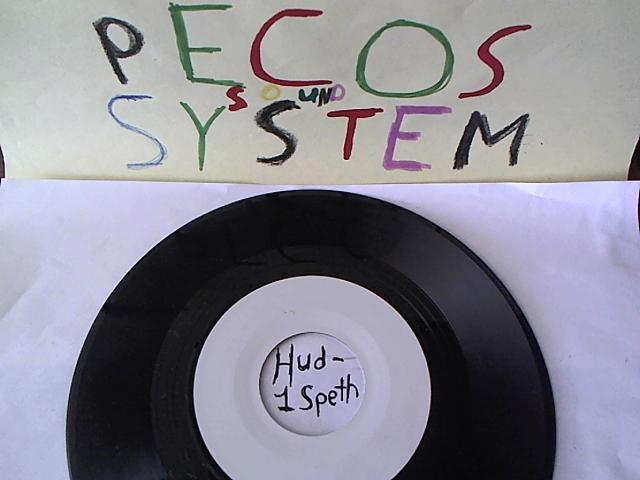 PECOS
SOUND
SYSTEM
Hud-
1 Speth